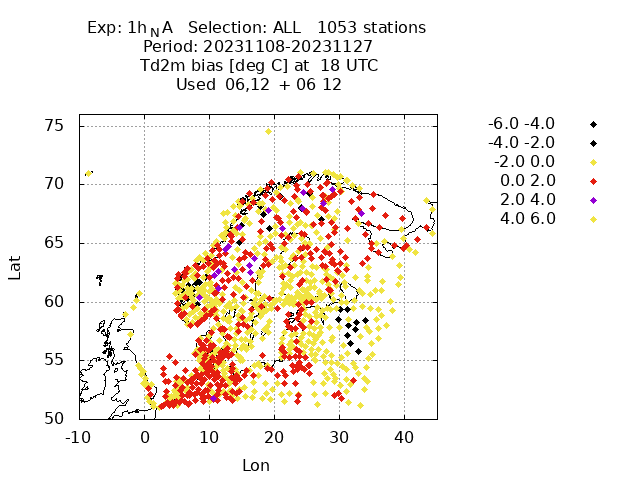 Exp: 1h_N A Selection: ALL 1053 stations
Period: 20231108-20231127
Td2m bias [deg C] at 18 UTC
Used 06,12 + 06 12
75
70
65
60
55
50
Lat
-10 0 10 20 30 40
Lon
-6.0 -4.0
-4.0 -2.0
-2.0 0.0
0.0 2.0
2.0 4.0
4.0 6.0